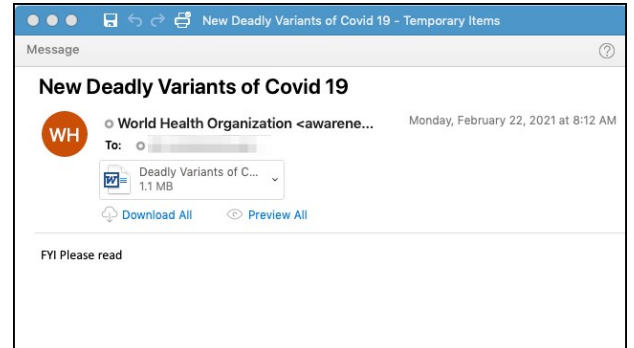 New Deadly Variants of Covid 19 - Temporary Items
Message
New Deadly Variants of Covid 19
WH
World Health Organization <awarene...
Monday, February 22, 2021 at 8:12 AM
To:
Deadly Variants of C...
1.1 MB
Download All
Preview All
FYI Please read